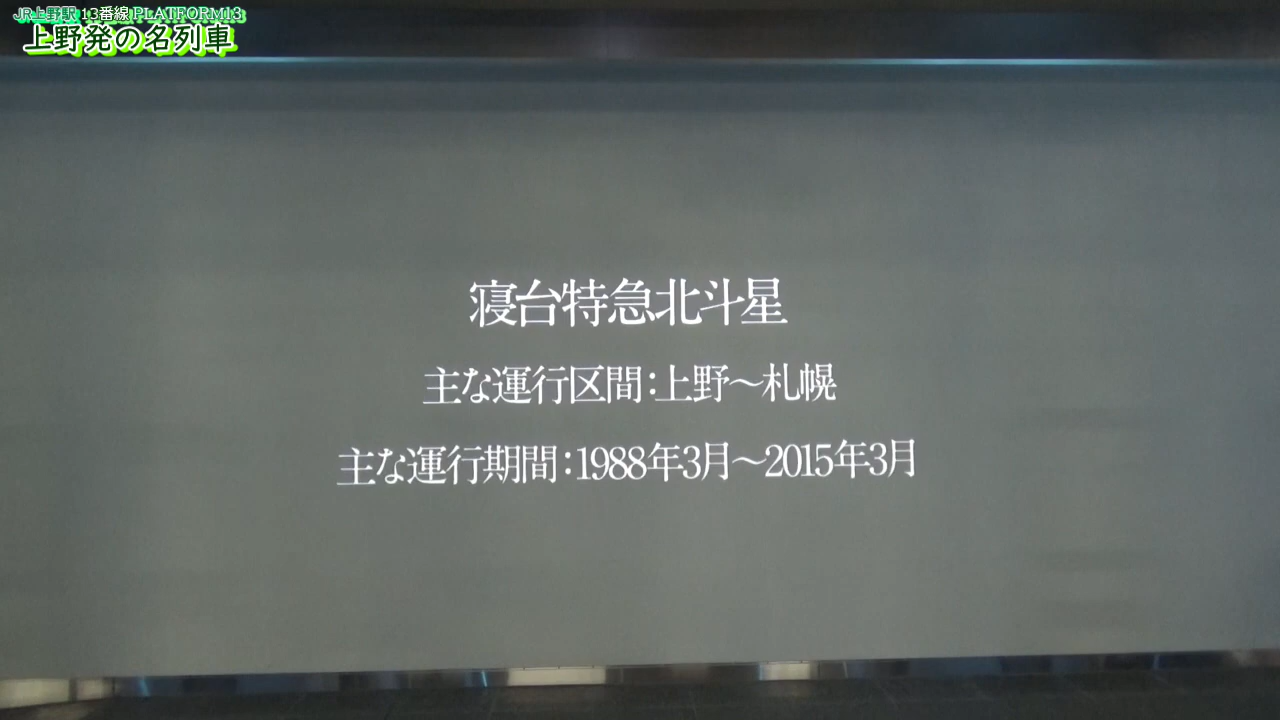 JR上野駅 13番線 PLATFORM13
上野発の名列車
寝台特急北斗星
主な運行区間：上野～札幌
主な運行期間：1988年3月～2015年3月